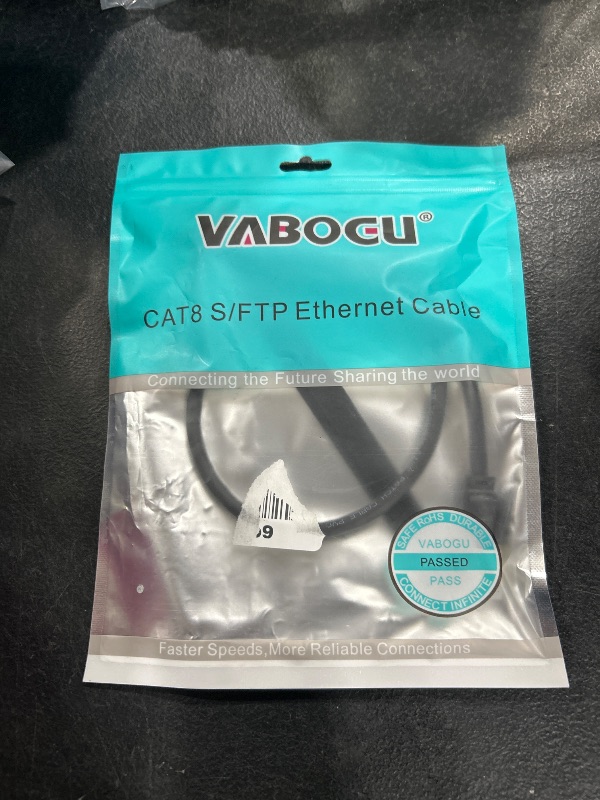 VABOGU®
CAT8 S/FTP Ethernet Cable
Connecting the Future Sharing the world
09
SAFE RoHS DURABLE
VABOGU
PASSED
PASS
CONNECT INFINITE
Faster Speeds,More Reliable Connections